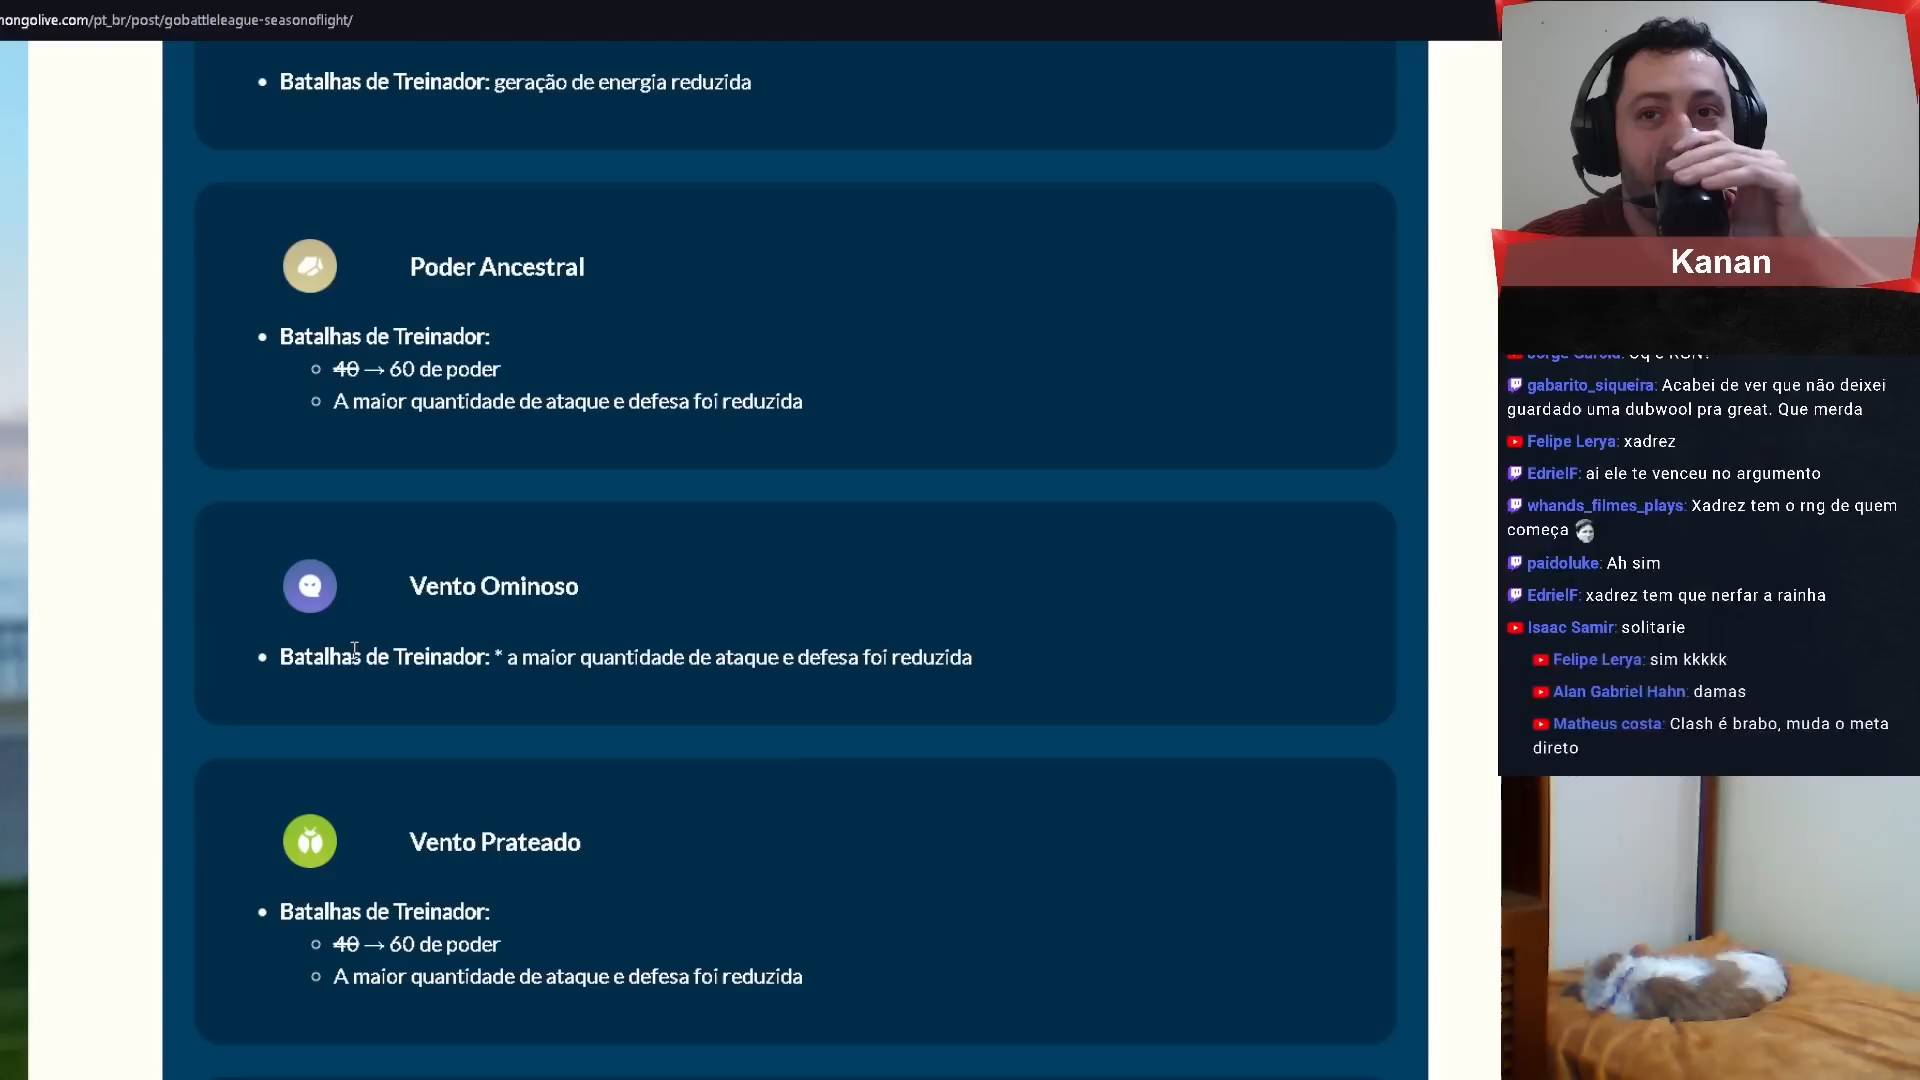 mongolive.com/pt_br/post/gobattleleague-seasonoflight/
Batalhas de Treinador: geração de energia reduzida
Poder Ancestral
Batalhas de Treinador:
40 → 60 de poder
A maior quantidade de ataque e defesa foi reduzida
Vento Ominoso
Batalhas de Treinador: * a maior quantidade de ataque e defesa foi reduzida
Vento Prateado
Batalhas de Treinador:
40 → 60 de poder
A maior quantidade de ataque e defesa foi reduzida
Kanan
gabarito_siqueira: Acabei de ver que não deixei
guardado uma dubwool pra great. Que merda
Felipe Lerya: xadrez
EdrielF: ai ele te venceu no argumento
whands_filmes_plays: Xadrez tem o rng de quem
começa
paidoluke: Ah sim
EdrielF: xadrez tem que nerfar a rainha
Isaac Samir: solitarie
Felipe Lerya: sim kkkkk
Alan Gabriel Hahn: damas
Matheus costa: Clash é brabo, muda o meta
direto